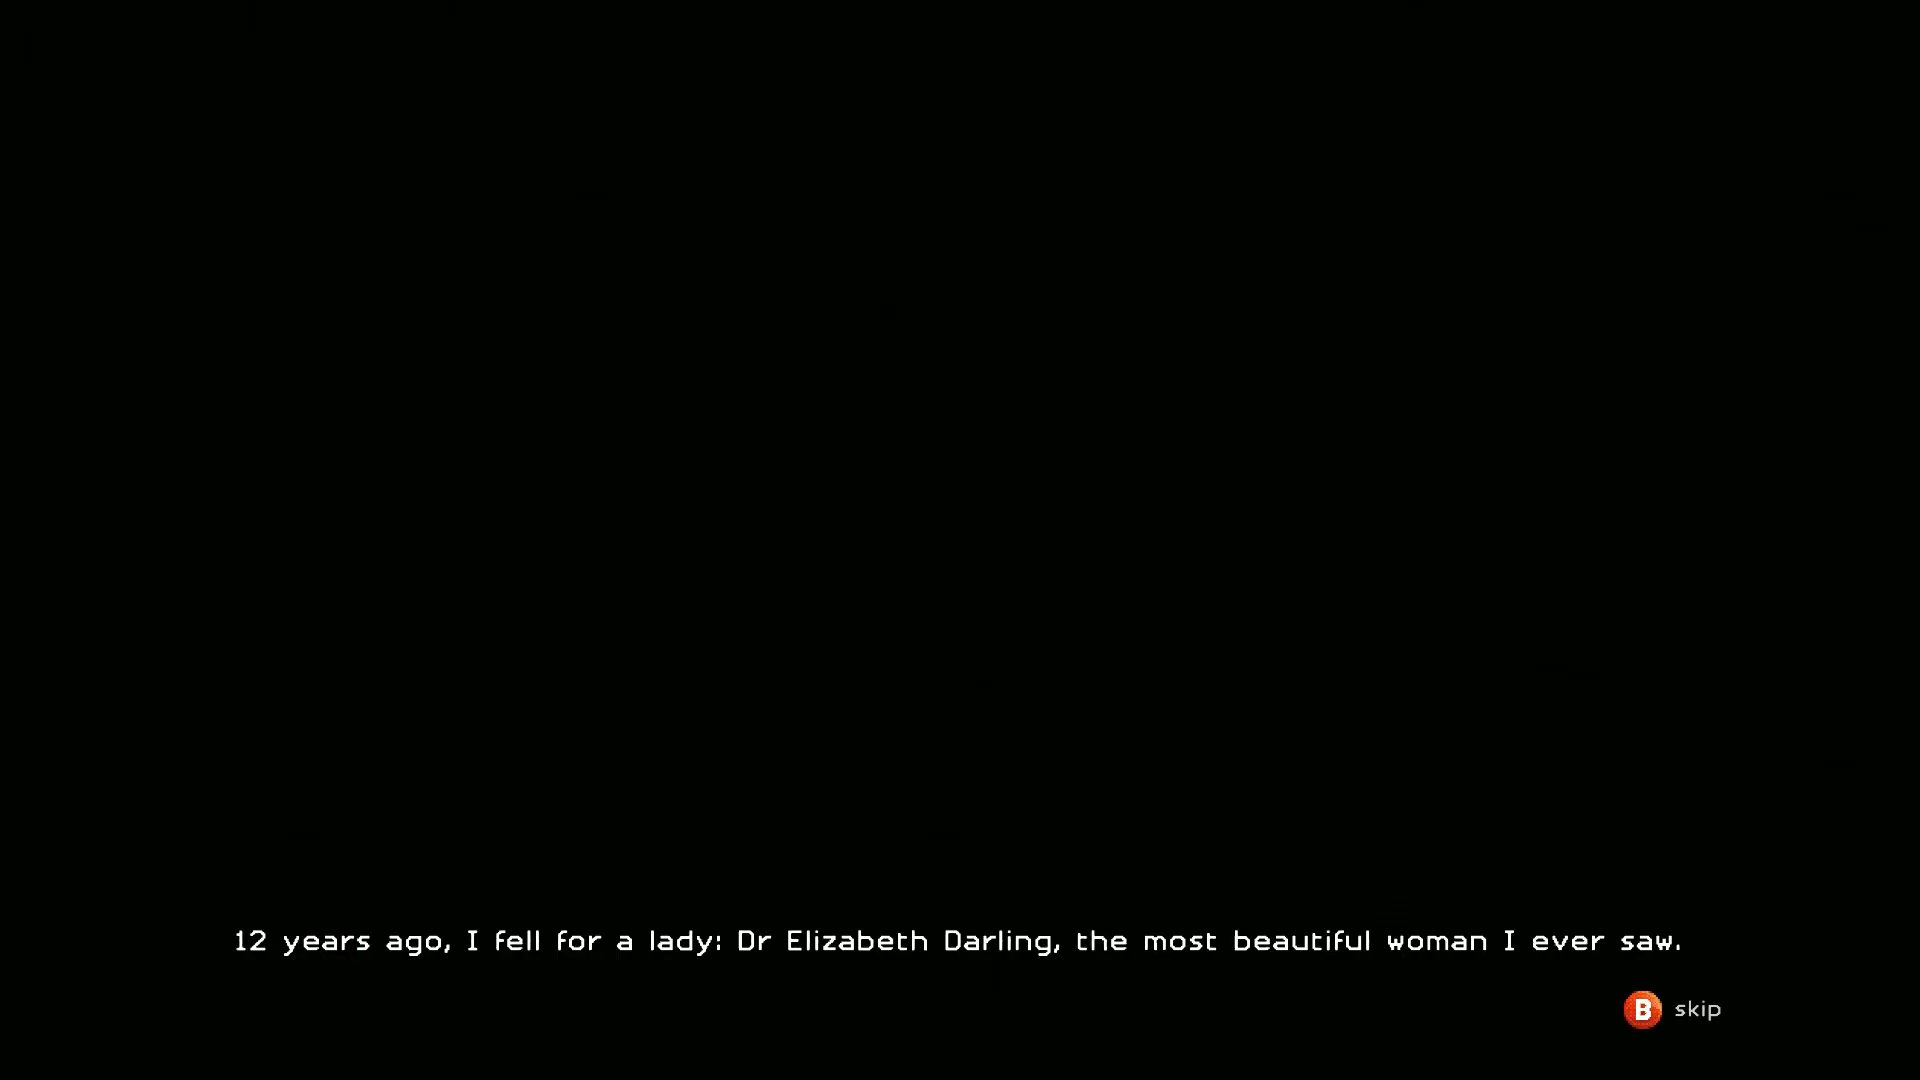 12 years ago, I fell for a lady: Dr Elizabeth Darling, the most beautiful woman I ever saw.
B skip